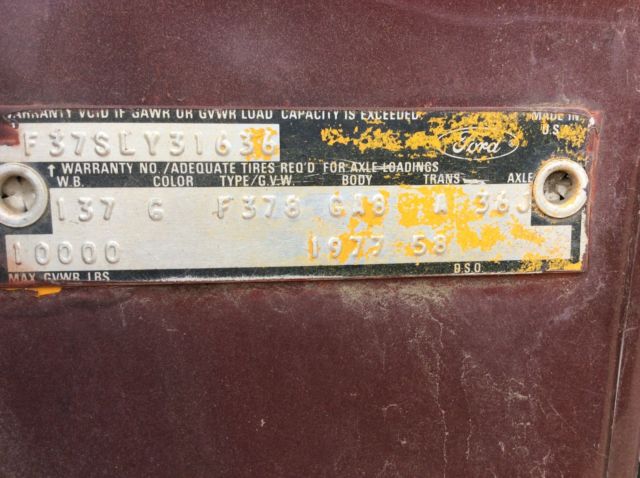 WARRANTY VOID IF GAWR OR GVWR LOAD CAPACITY IS EXCEEDED. MADE IN
U.S.
F37SLY31636
Ford
↑ WARRANTY NO./ADEQUATE TIRES REQ'D FOR AXLE LOADINGS
W.B. COLOR TYPE/G.V.W. BODY TRANS AXLE
137 G F378 A 36J
10000 1977 58
MAX. GVWR LBS D.S.O.